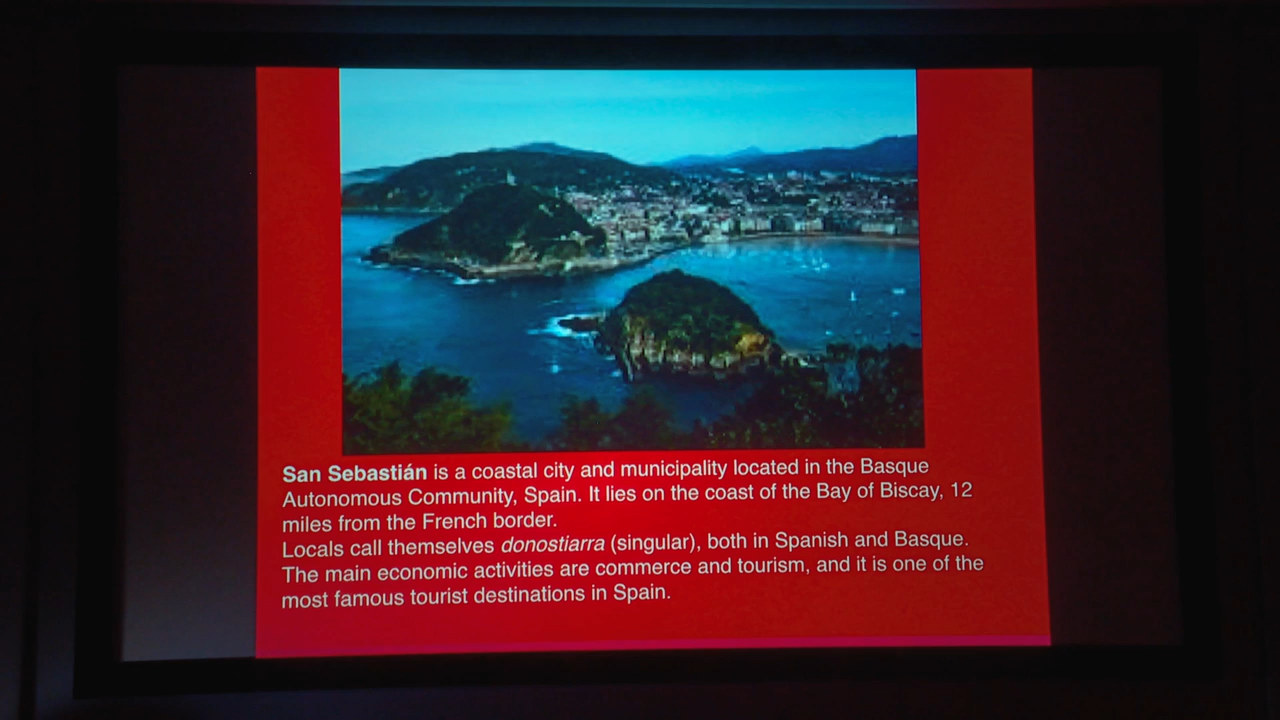 San Sebastián is a coastal city and municipality located in the Basque
Autonomous Community, Spain. It lies on the coast of the Bay of Biscay, 12
miles from the French border.
Locals call themselves donostiarra (singular), both in Spanish and Basque.
The main economic activities are commerce and tourism, and it is one of the
most famous tourist destinations in Spain.